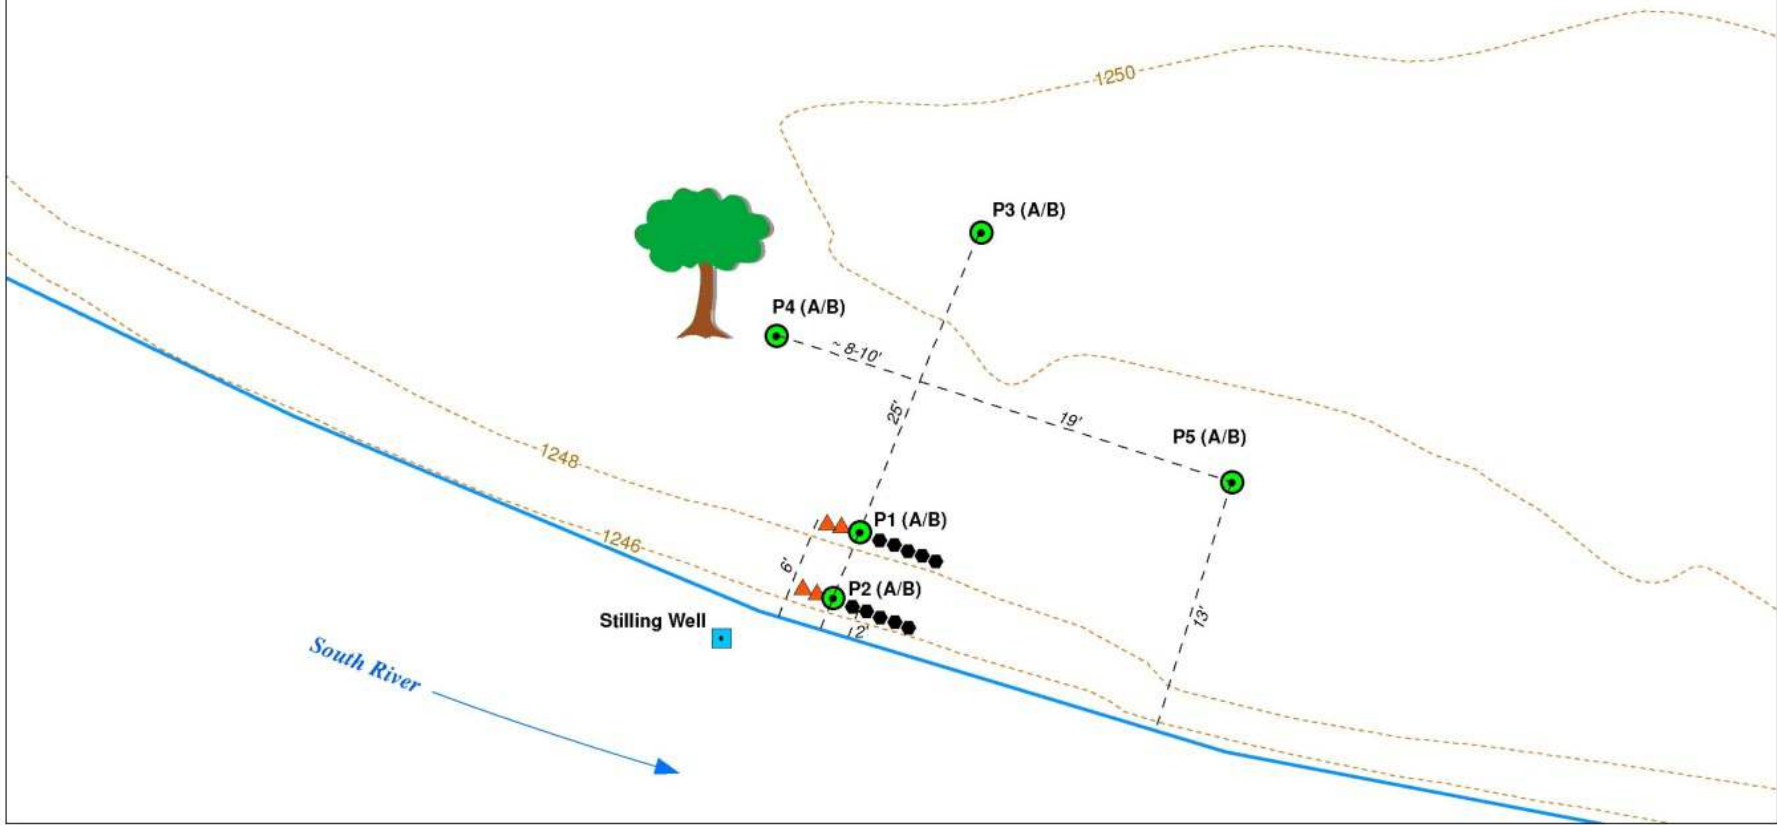 1250
P3 (A/B)
P4 (A/B)
~ 8-10'
25'
19'
P5 (A/B)
1248
P1 (A/B)
1246
6'
P2 (A/B)
Stilling Well
2'
13'
South River